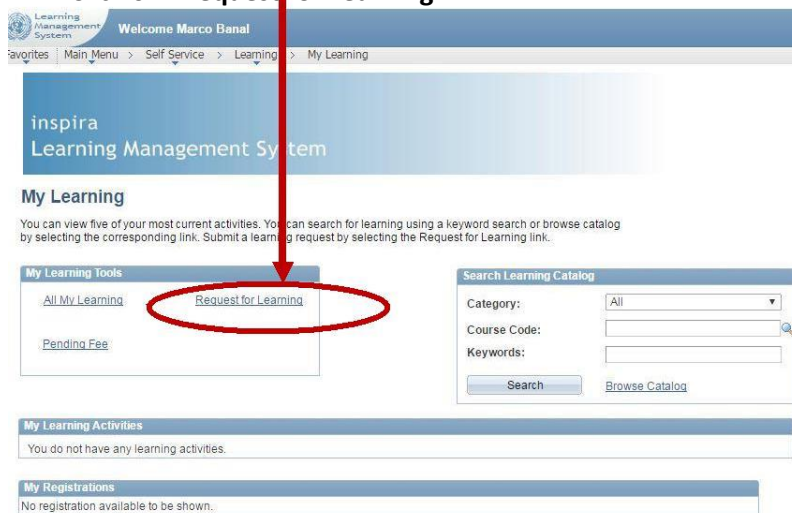 Request for Learning
Learning
Management
System
Welcome Marco Banal
Favorites Main Menu > Self Service > Learning > My Learning
inspira
Learning Management System
My Learning
You can view five of your most current activities. You can search for learning using a keyword search or browse catalog
by selecting the corresponding link. Submit a learning request by selecting the Request for Learning link.
My Learning Tools
All My Learning Request for Learning
Pending Fee
Search Learning Catalog
Category: All
Course Code:
Keywords:
Search Browse Catalog
My Learning Activities
You do not have any learning activities.
My Registrations
No registration available to be shown.